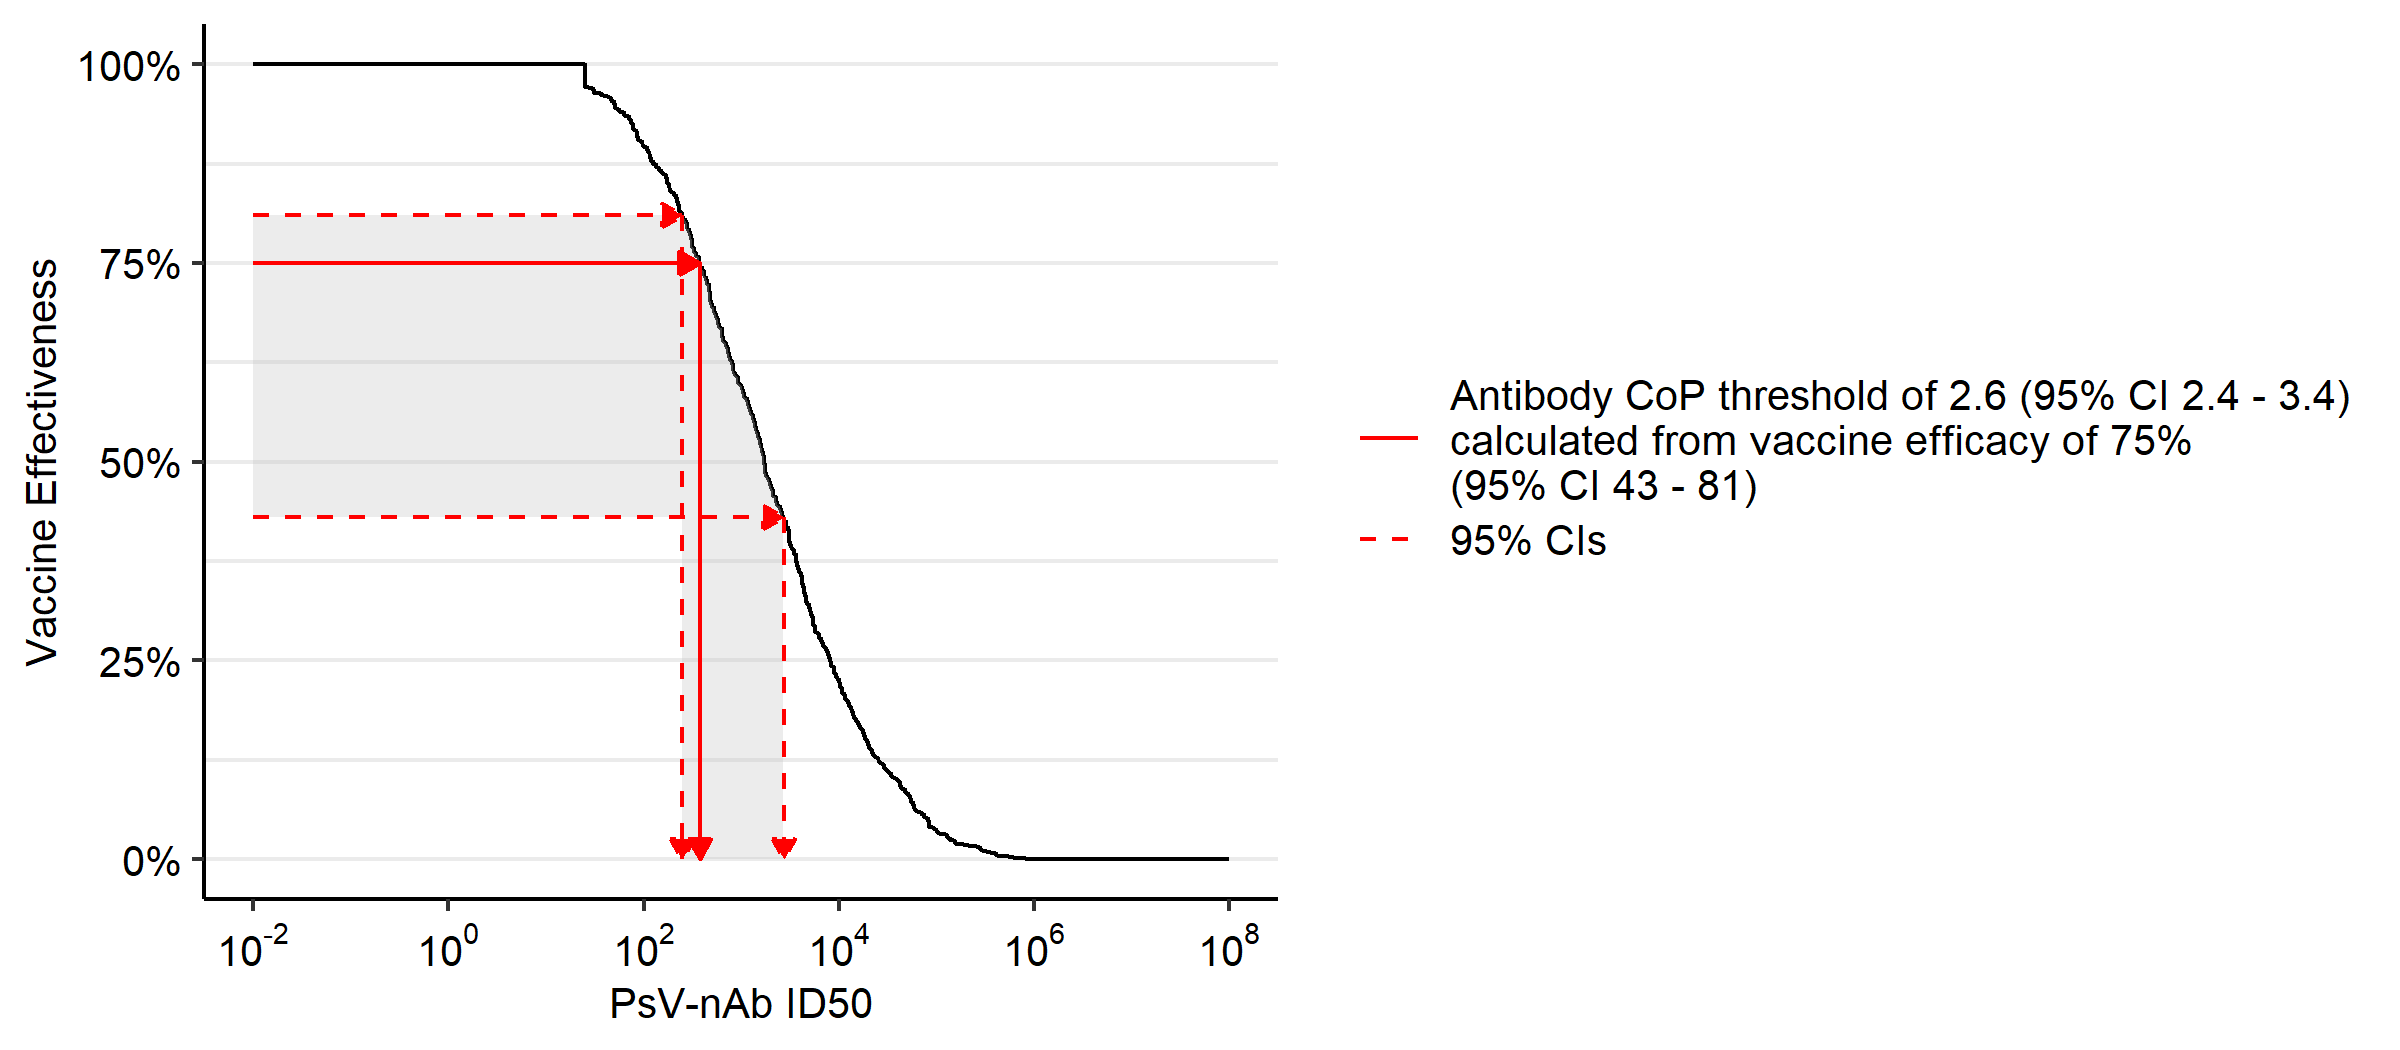 100%
75%
50%
25%
0%
Vaccine Effectiveness
10⁻² 10⁰ 10² 10⁴ 10⁶ 10⁸
PsV-nAb ID50
Antibody CoP threshold of 2.6 (95% CI 2.4 - 3.4)
calculated from vaccine efficacy of 75%
(95% CI 43 - 81)
95% CIs